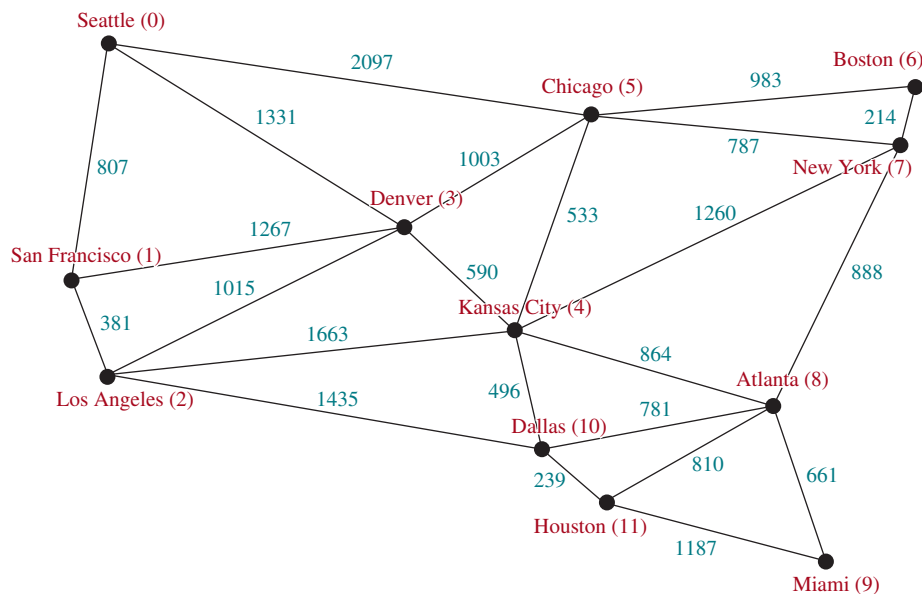 Seattle (0)
2097
Boston (6)
983
Chicago (5)
1331
214
787
1003
807
New York (7)
Denver (3)
533
1260
1267
San Francisco (1)
590
888
1015
Kansas City (4)
381
1663
864
Atlanta (8)
496
Los Angeles (2)
1435
781
Dallas (10)
810
239
661
Houston (11)
1187
Miami (9)